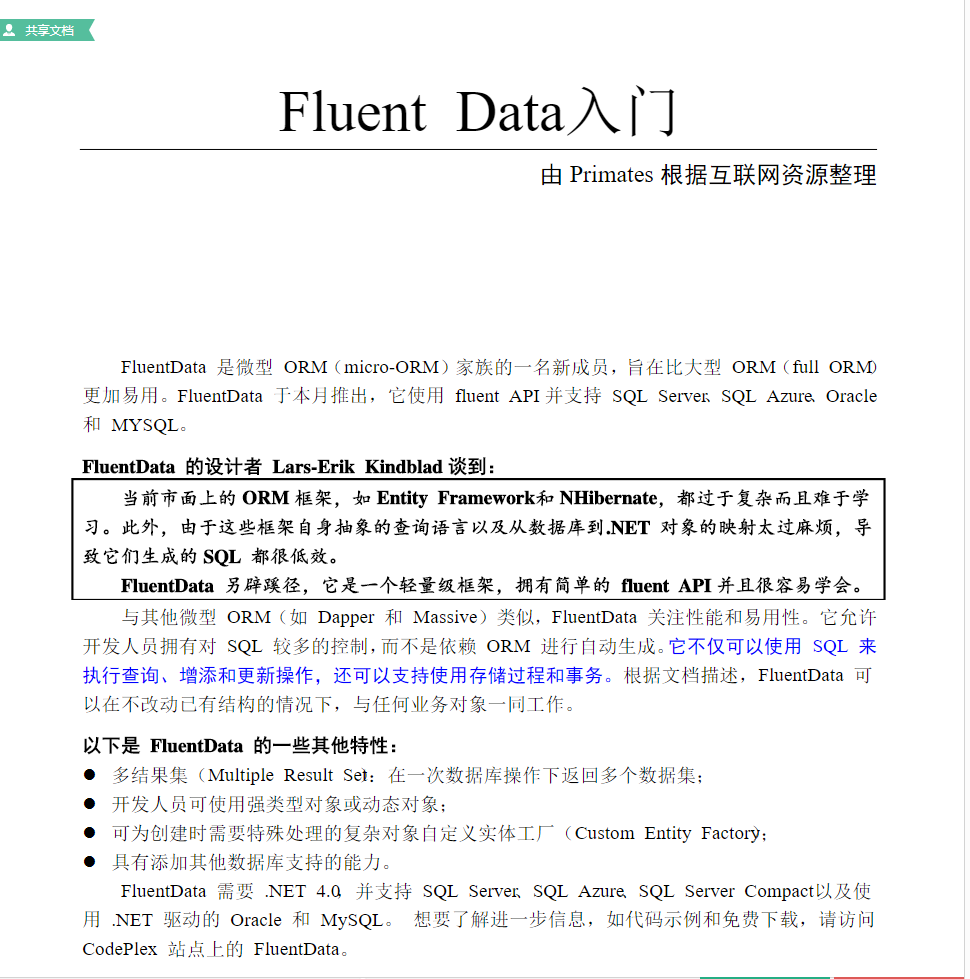 共享文档
Fluent Data入门
由 Primates 根据互联网资源整理
FluentData 是微型 ORM（micro-ORM）家族的一名新成员，旨在比大型 ORM（full ORM）
更加易用。FluentData 于本月推出，它使用 fluent API 并支持 SQL Server、SQL Azure、Oracle
和 MYSQL。
FluentData 的设计者 Lars-Erik Kindblad 谈到：
当前市面上的 ORM 框架，如 Entity Framework 和 NHibernate，都过于复杂而且难于学
习。此外，由于这些框架自身抽象的查询语言以及从数据库到.NET 对象的映射太过麻烦，导
致它们生成的 SQL 都很低效。
FluentData 另辟蹊径，它是一个轻量级框架，拥有简单的 fluent API 并且很容易学会。
与其他微型 ORM（如 Dapper 和 Massive）类似，FluentData 关注性能和易用性。它允许
开发人员拥有对 SQL 较多的控制，而不是依赖 ORM 进行自动生成。它不仅可以使用 SQL 来
执行查询、增添和更新操作，还可以支持使用存储过程和事务。根据文档描述，FluentData 可
以在不改动已有结构的情况下，与任何业务对象一同工作。
以下是 FluentData 的一些其他特性：
● 多结果集（Multiple Result Set）：在一次数据库操作下返回多个数据集；
● 开发人员可使用强类型对象或动态对象；
● 可为创建时需要特殊处理的复杂对象自定义实体工厂（Custom Entity Factory）；
● 具有添加其他数据库支持的能力。
FluentData 需要 .NET 4.0，并支持 SQL Server、SQL Azure、SQL Server Compact以及使
用 .NET 驱动的 Oracle 和 MySQL。 想要了解进一步信息，如代码示例和免费下载，请访问
CodePlex 站点上的 FluentData。